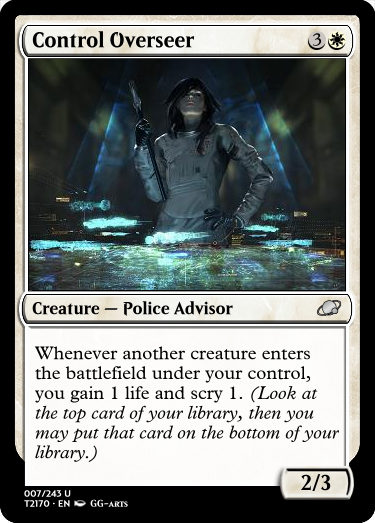 Control Overseer 3
Creature — Police Advisor
Whenever another creature enters
the battlefield under your control,
you gain 1 life and scry 1. (Look at
the top card of your library, then you
may put that card on the bottom of your
library.)
2/3
007/243 U
T2170 • EN GG-ARTS